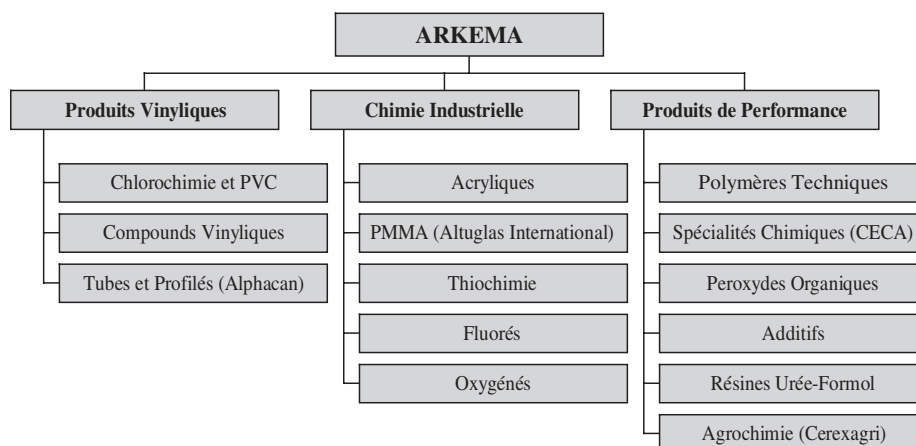 ARKEMA
Produits Vinyliques
Chlorochimie et PVC
Compounds Vinyliques
Tubes et Profilés (Alphacan)
Chimie Industrielle
Acryliques
PMMA (Altuglas International)
Thiochimie
Fluorés
Oxygénés
Produits de Performance
Polymères Techniques
Spécialités Chimiques (CECA)
Peroxydes Organiques
Additifs
Résines Urée-Formol
Agrochimie (Cerexagri)